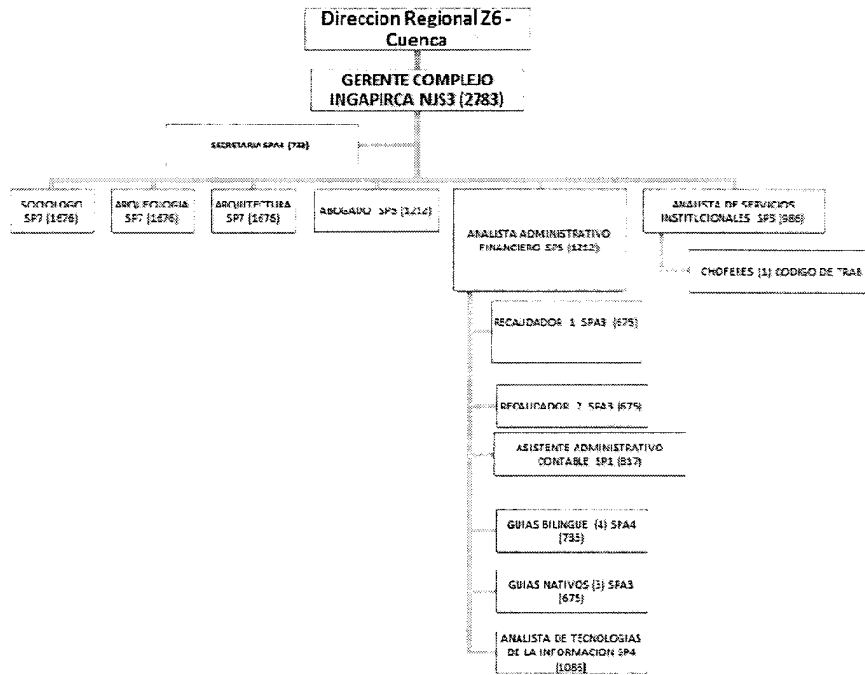 Direccion Regional Z6 -
Cuenca
GERENTE COMPLEJO
INGAPIRCA NJS3 (2783)
SECRETARIA SPA4 (733)
SOCIOLOGO
SP7 (1676)
ARQUEOLOGIA
SP7 (1676)
ARQUITECTURA
SP7 (1676)
ABOGADO SP5 (1212)
ANALISTA ADMINISTRATIVO
FINANCIERO SP5 (1212)
ANALISTA DE SERVICIOS
INSTITUCIONALES SP3 (986)
CHOFERES (1) CODIGO DE TRAB
RECAUDADOR 1 SPA3 (675)
RECAUDADOR 2 SPA3 (675)
ASISTENTE ADMINISTRATIVO
CONTABLE SP1 (817)
GUIAS BILINGUE (4) SPA4
(733)
GUIAS NATIVOS (3) SPA3
(675)
ANALISTA DE TECNOLOGIAS
DE LA INFORMACION SP4
(1086)